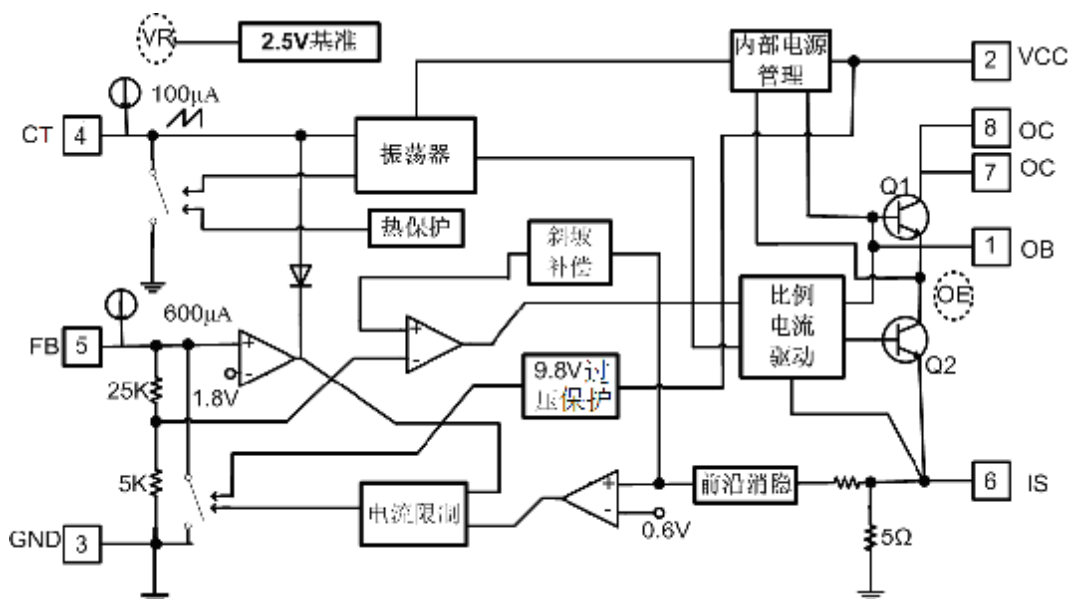 VR
2.5V基准
内部电源
管理
2
VCC
100μA
CT
4
振荡器
8
OC
7
OC
Q1
热保护
斜坡
补偿
1
OB
OE
600μA
比例
电流
驱动
FB
5
+
-
1.8V
+
-
Q2
25K
9.8V过
压保护
5K
电流限制
+
-
0.6V
前沿消隐
6
IS
5Ω
GND
3